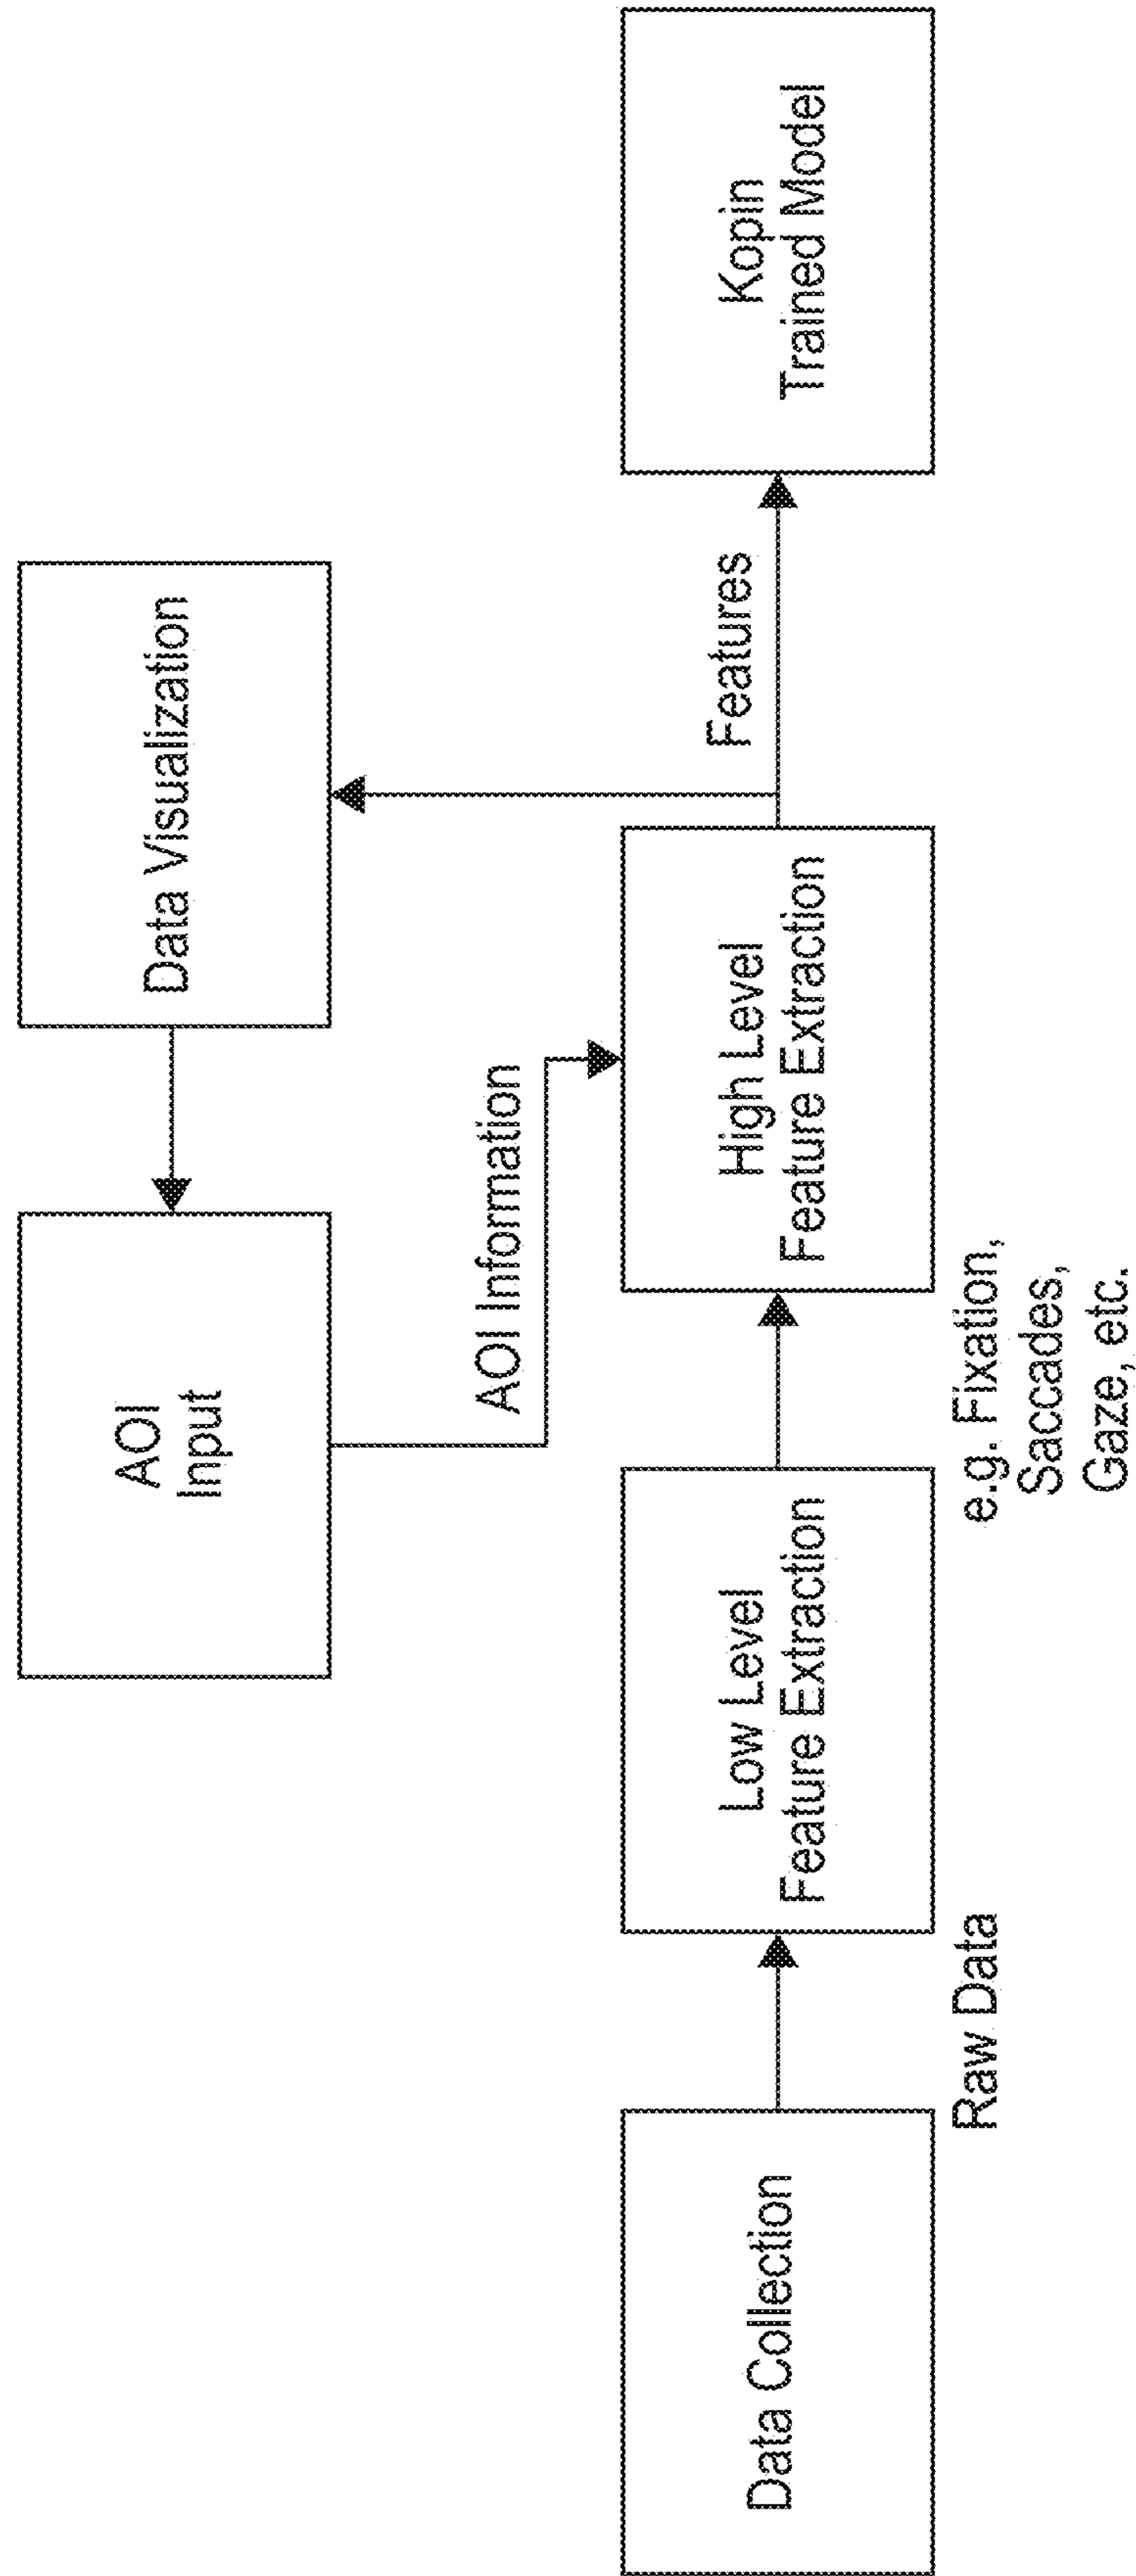 AOI
Input
Data Visualization
AOI Information
Features
Data Collection
Low Level
Feature Extraction
High Level
Feature Extraction
Kopin
Trained Model
Raw Data
e.g. Fixation,
Saccades,
Gaze, etc.